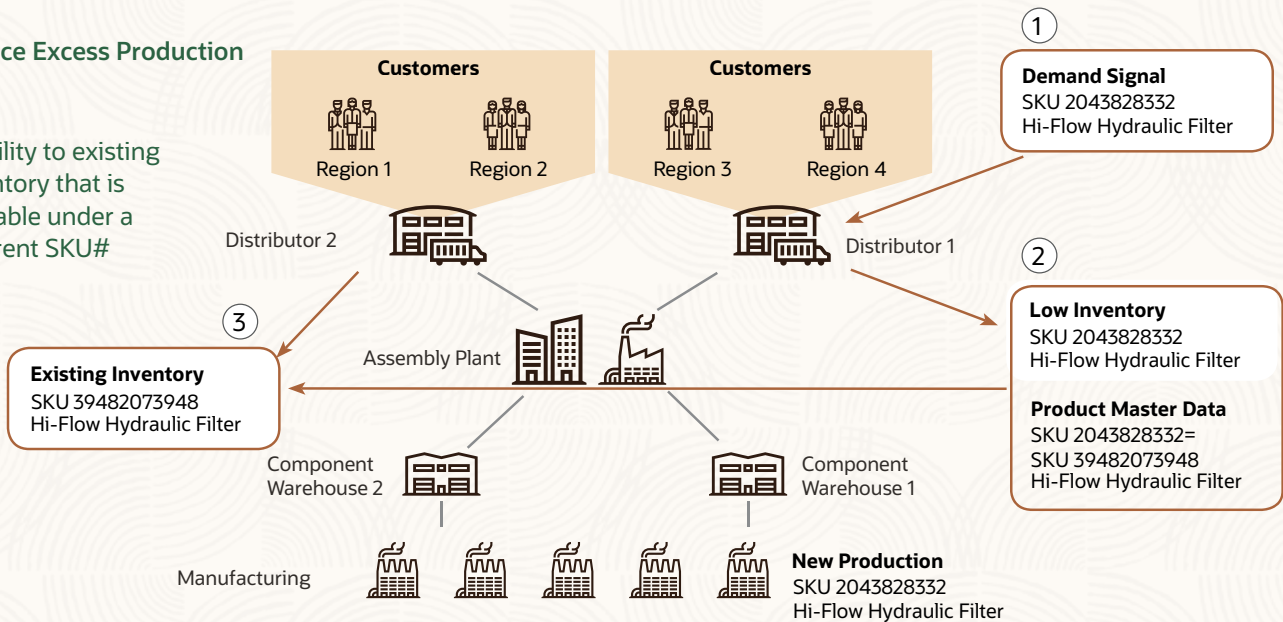 ce Excess Production
ility to existing
ntory that is
able under a
rent SKU#
Customers
Region 1
Region 2
Customers
Region 3
Region 4
1
Demand Signal
SKU 2043828332
Hi-Flow Hydraulic Filter
Distributor 2
Distributor 1
2
Low Inventory
SKU 2043828332
Hi-Flow Hydraulic Filter
Product Master Data
SKU 2043828332=
SKU 39482073948
Hi-Flow Hydraulic Filter
3
Existing Inventory
SKU 39482073948
Hi-Flow Hydraulic Filter
Assembly Plant
Component
Warehouse 2
Component
Warehouse 1
Manufacturing
New Production
SKU 2043828332
Hi-Flow Hydraulic Filter